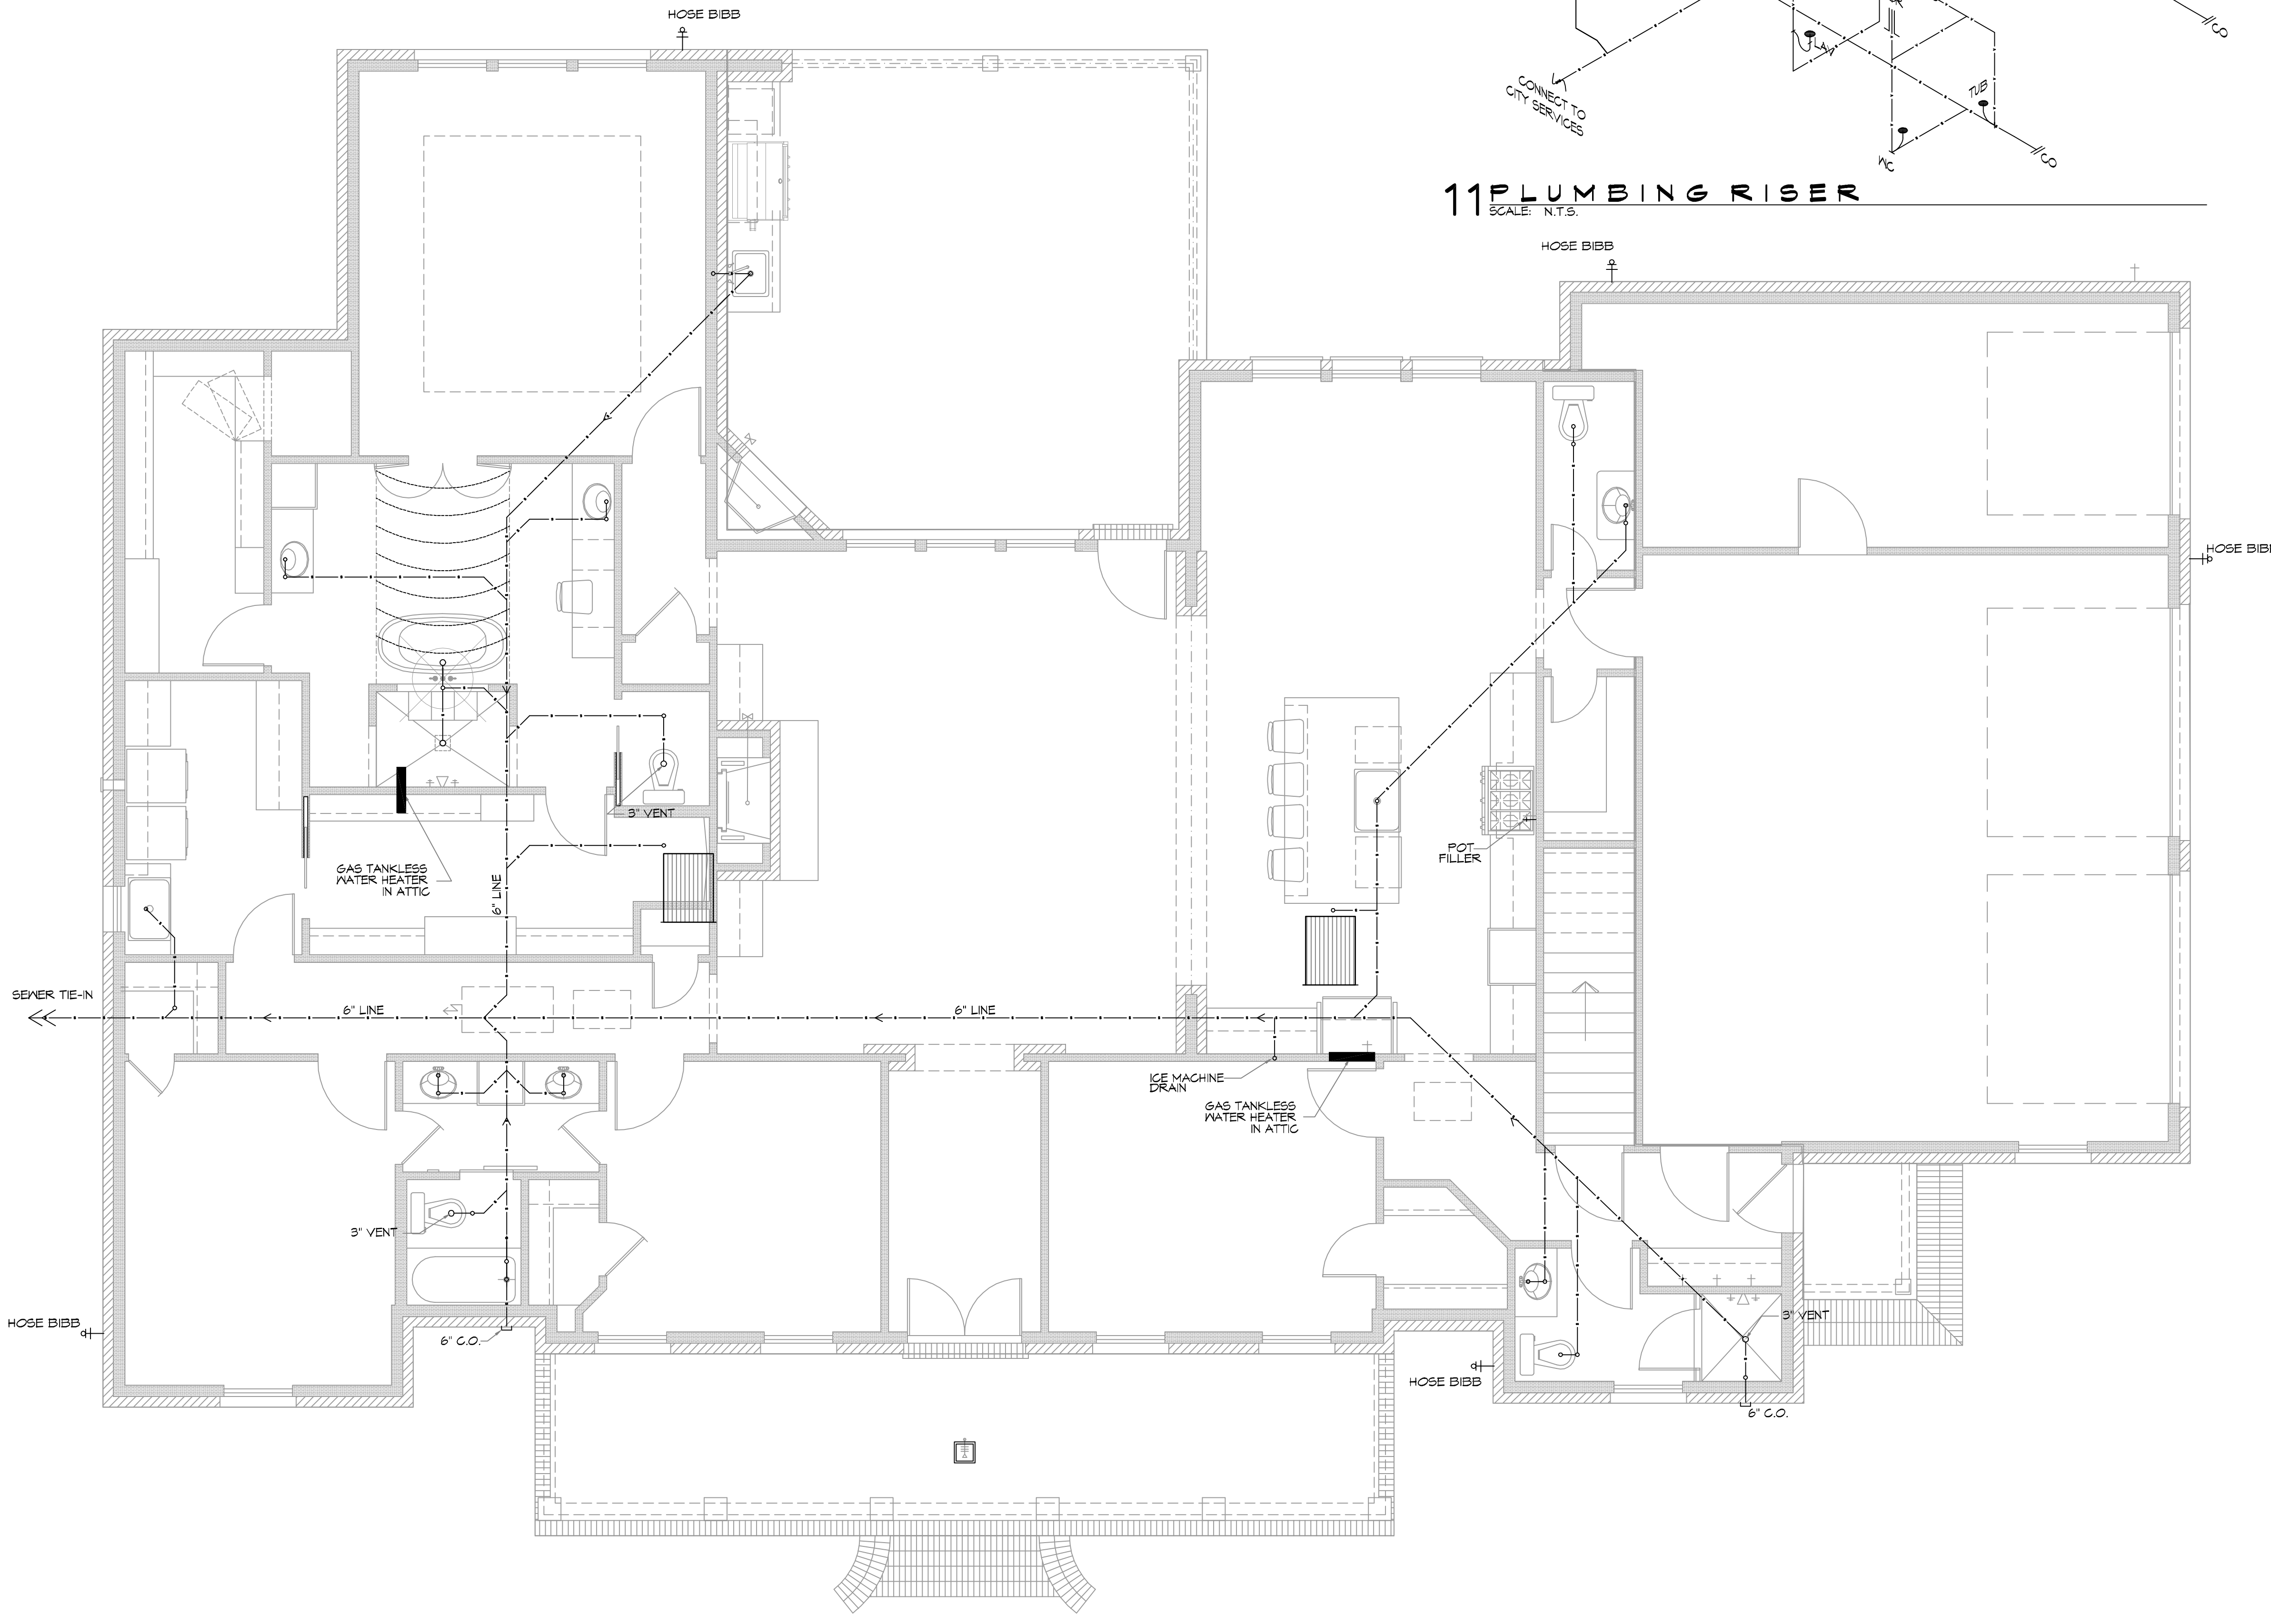 HOSE BIBB
CO
LAV
CONNECT TO
CITY SERVICES
TUB
WC
CO
11 PLUMBING RISER
SCALE: N.T.S.
HOSE BIBB
HOSE BIBB
3" VENT
POT
FILLER
GAS TANKLESS
WATER HEATER
IN ATTIC
6" LINE
SEWER TIE-IN
6" LINE
6" LINE
ICE MACHINE
DRAIN
GAS TANKLESS
WATER HEATER
IN ATTIC
3" VENT
HOSE BIBB
6" C.O.
3" VENT
HOSE BIBB
6" C.O.